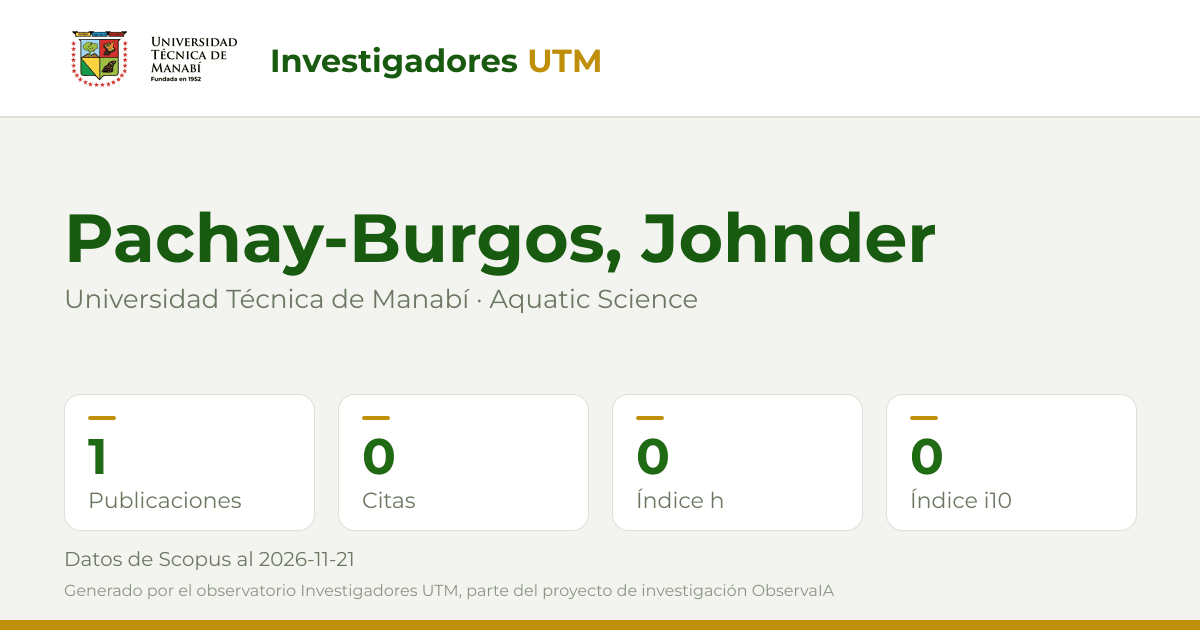 UNIVERSIDAD
TÉCNICA DE
MANABÍ
Fundada en 1952
Investigadores UTM
Pachay-Burgos, Johnder
Universidad Técnica de Manabí · Aquatic Science
1
Publicaciones
0
Citas
0
Índice h
0
Índice i10
Datos de Scopus al 2026-11-21
Generado por el observatorio Investigadores UTM, parte del proyecto de investigación ObservaIA